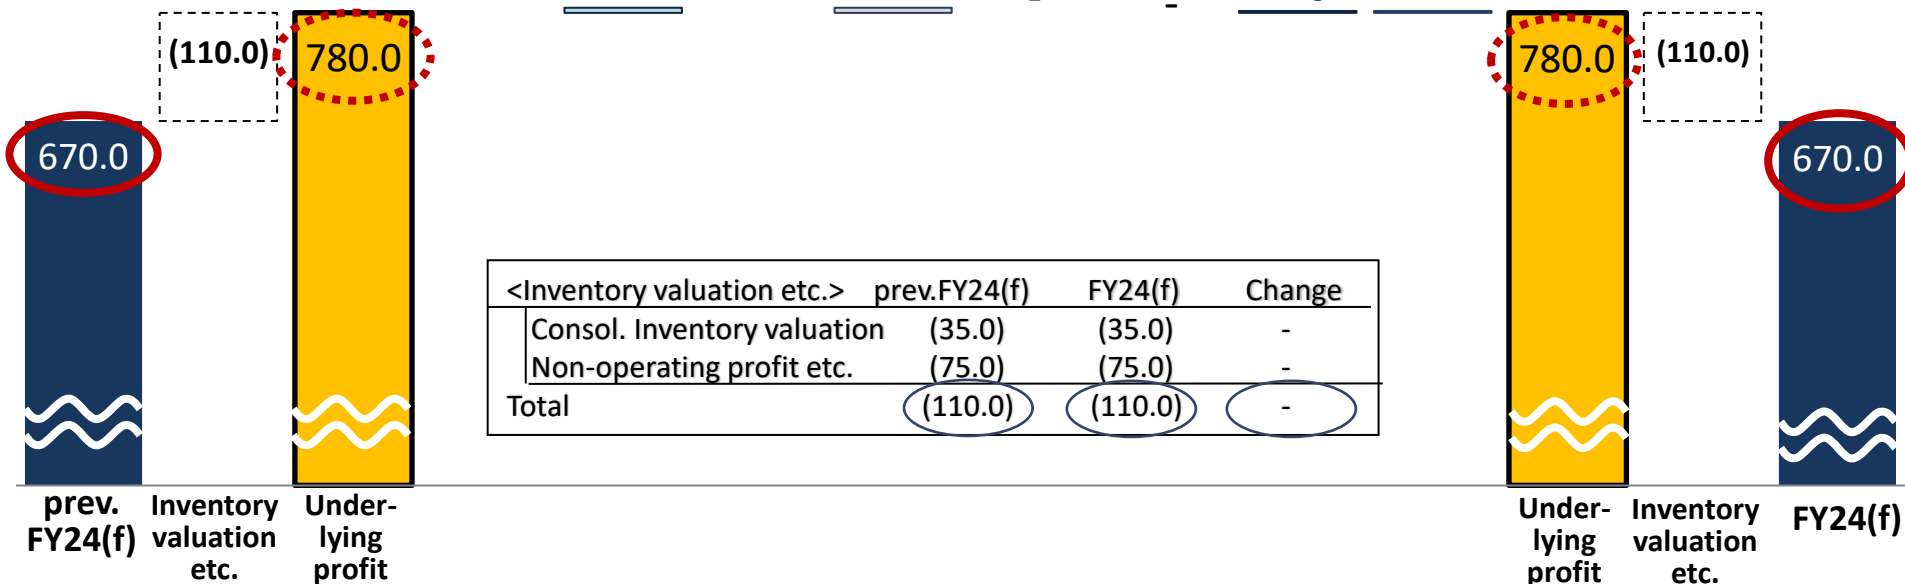 (110.0)
780.0
780.0
(110.0)
670.0
670.0
<Inventory valuation etc.> prev.FY24(f) FY24(f) Change
Consol. Inventory valuation (35.0) (35.0) -
Non-operating profit etc. (75.0) (75.0) -
Total (110.0) (110.0) -
prev.
FY24(f)
Inventory
valuation
etc.
Under-
lying
profit
Under-
lying
profit
Inventory
valuation
etc.
FY24(f)